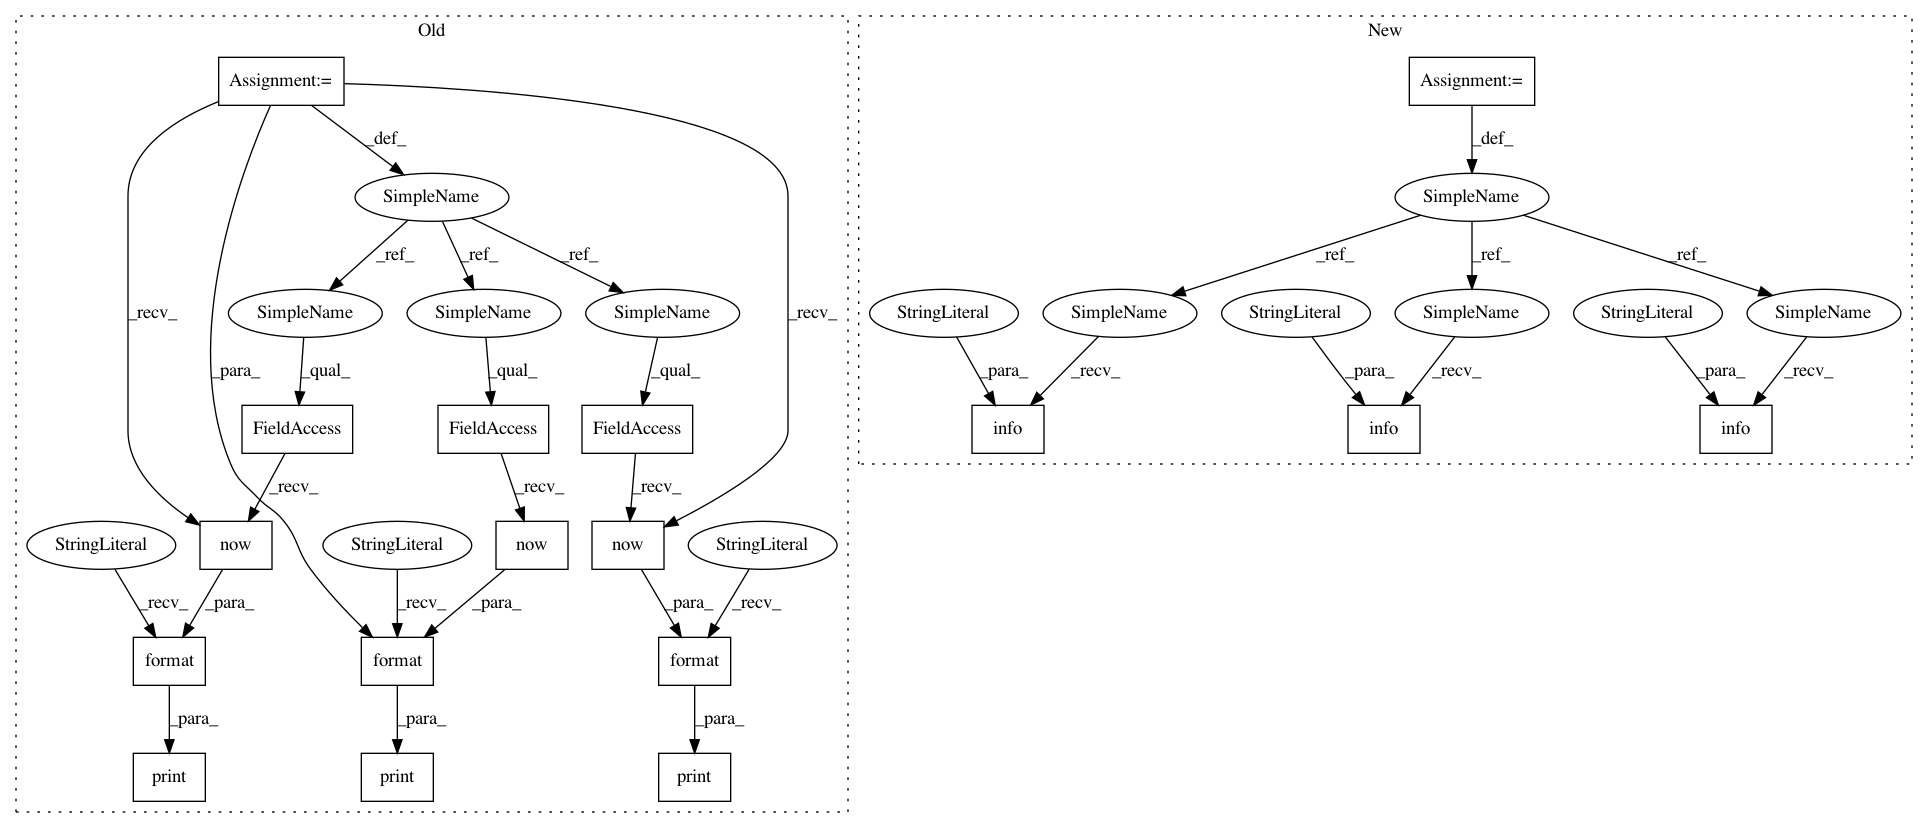 Old
New
Assignment:=
Assignment:=
_def_
_def_
SimpleName
SimpleName
_ref_
_ref_
_ref_
_ref_
_ref_
_ref_
_recv_
SimpleName
SimpleName
SimpleName
_recv_
StringLiteral
SimpleName
StringLiteral
SimpleName
StringLiteral
SimpleName
_para_
_qual_
_qual_
_qual_
_para_
_recv_
_para_
_recv_
_para_
_recv_
FieldAccess
FieldAccess
FieldAccess
info
info
info
_recv_
_recv_
_recv_
StringLiteral
now
StringLiteral
now
now
StringLiteral
_recv_
_para_
_recv_
_para_
_para_
_recv_
format
format
format
_para_
_para_
_para_
print
print
print